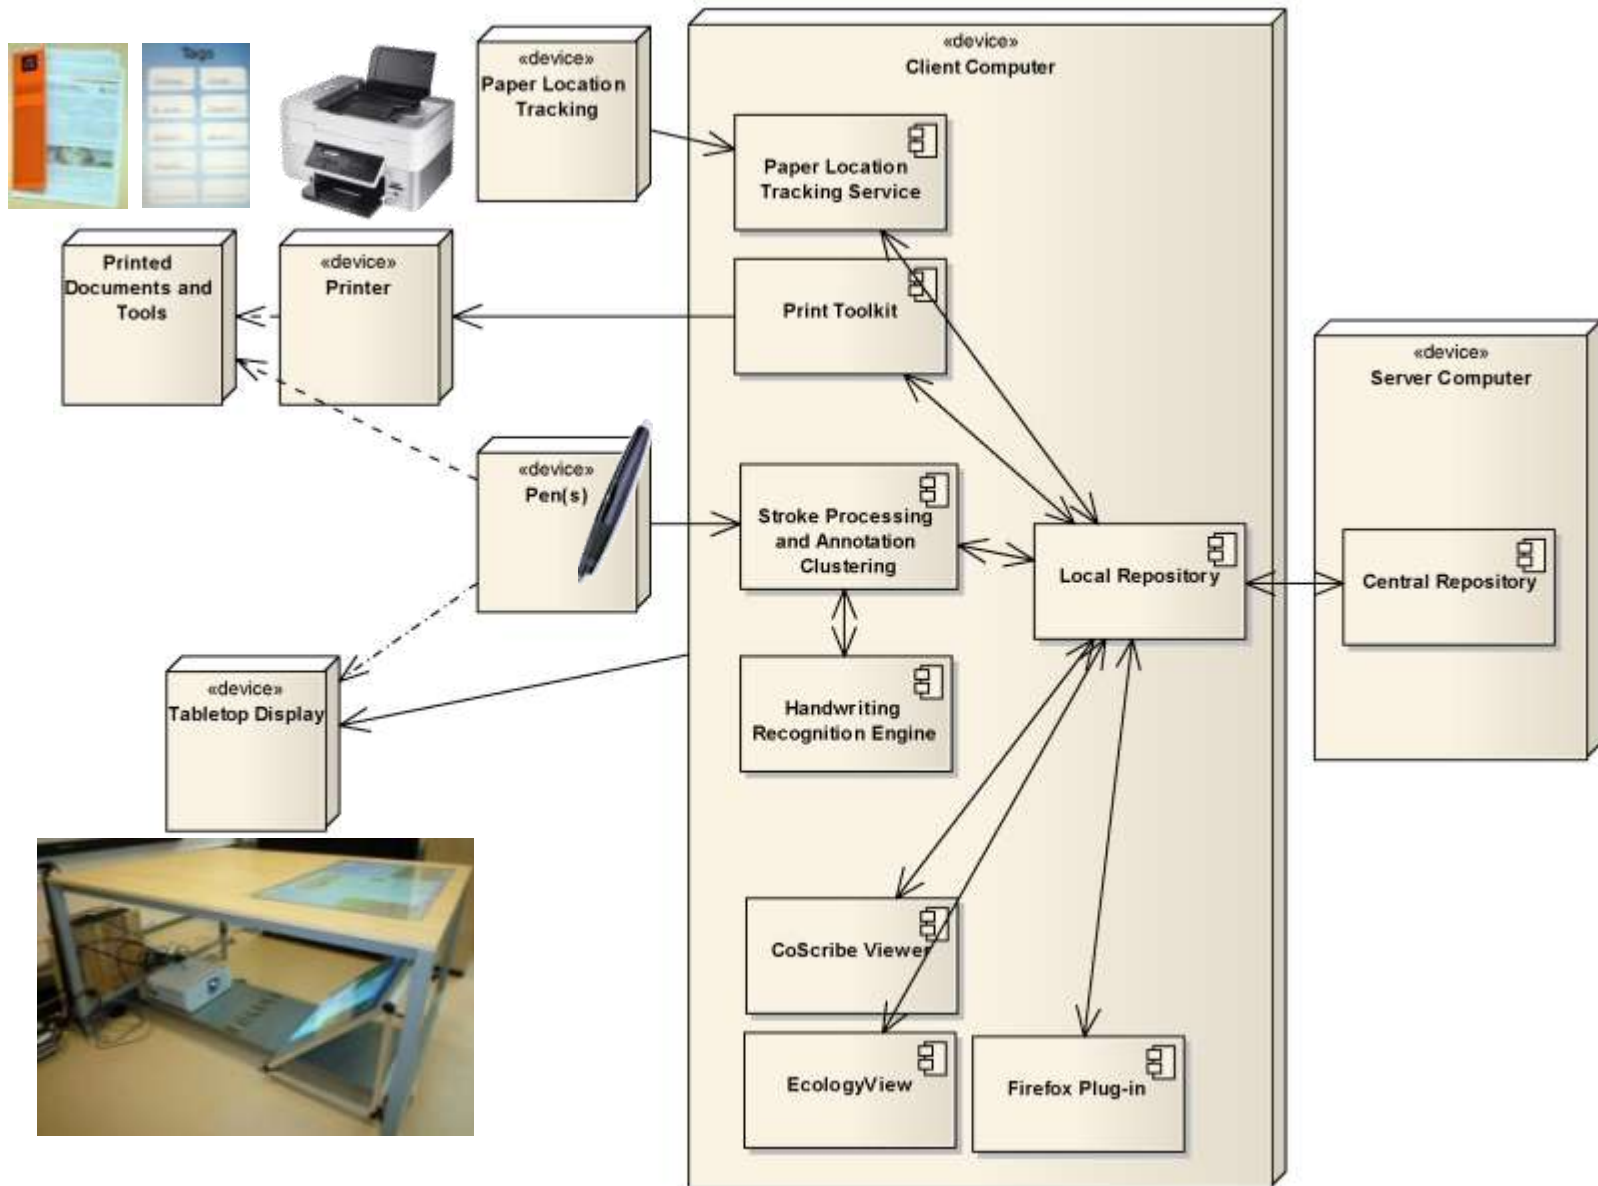 Tags
«device»
Paper Location
Tracking
«device»
Client Computer
Paper Location
Tracking Service
Printed
Documents and
Tools
«device»
Printer
Print Toolkit
«device»
Server Computer
«device»
Pen(s)
Stroke Processing
and Annotation
Clustering
Local Repository
Central Repository
«device»
Tabletop Display
Handwriting
Recognition Engine
CoScribe Viewer
EcologyView
Firefox Plug-in